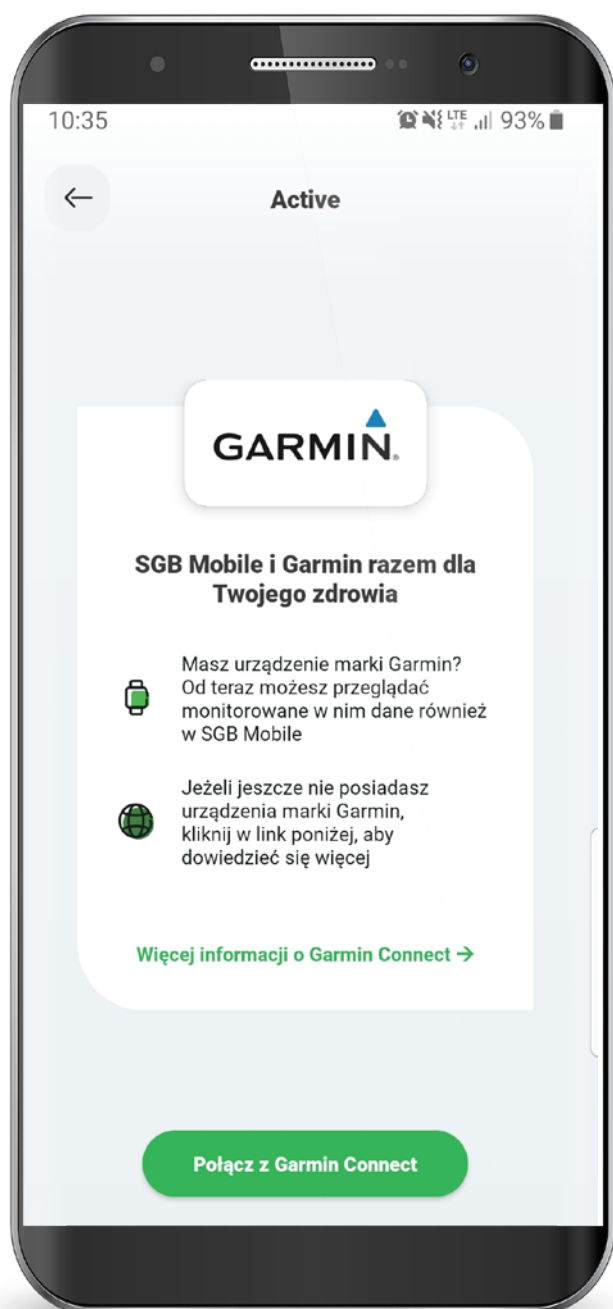 10:35
LTE 93%
Active
GARMIN®
SGB Mobile i Garmin razem dla
Twojego zdrowia
Masz urządzenie marki Garmin?
Od teraz możesz przeglądać
monitorowane w nim dane również
w SGB Mobile
Jeżeli jeszcze nie posiadasz
urządzenia marki Garmin,
kliknij w link poniżej, aby
dowiedzieć się więcej
Więcej informacji o Garmin Connect →
Połącz z Garmin Connect